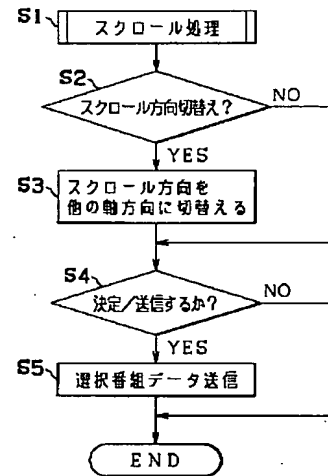 S1
スクロール処理
S2
スクロール方向切替え?
NO
YES
S3
スクロール方向を
他の軸方向に切替える
S4
決定/送信するか?
NO
YES
S5
選択番組データ送信
END